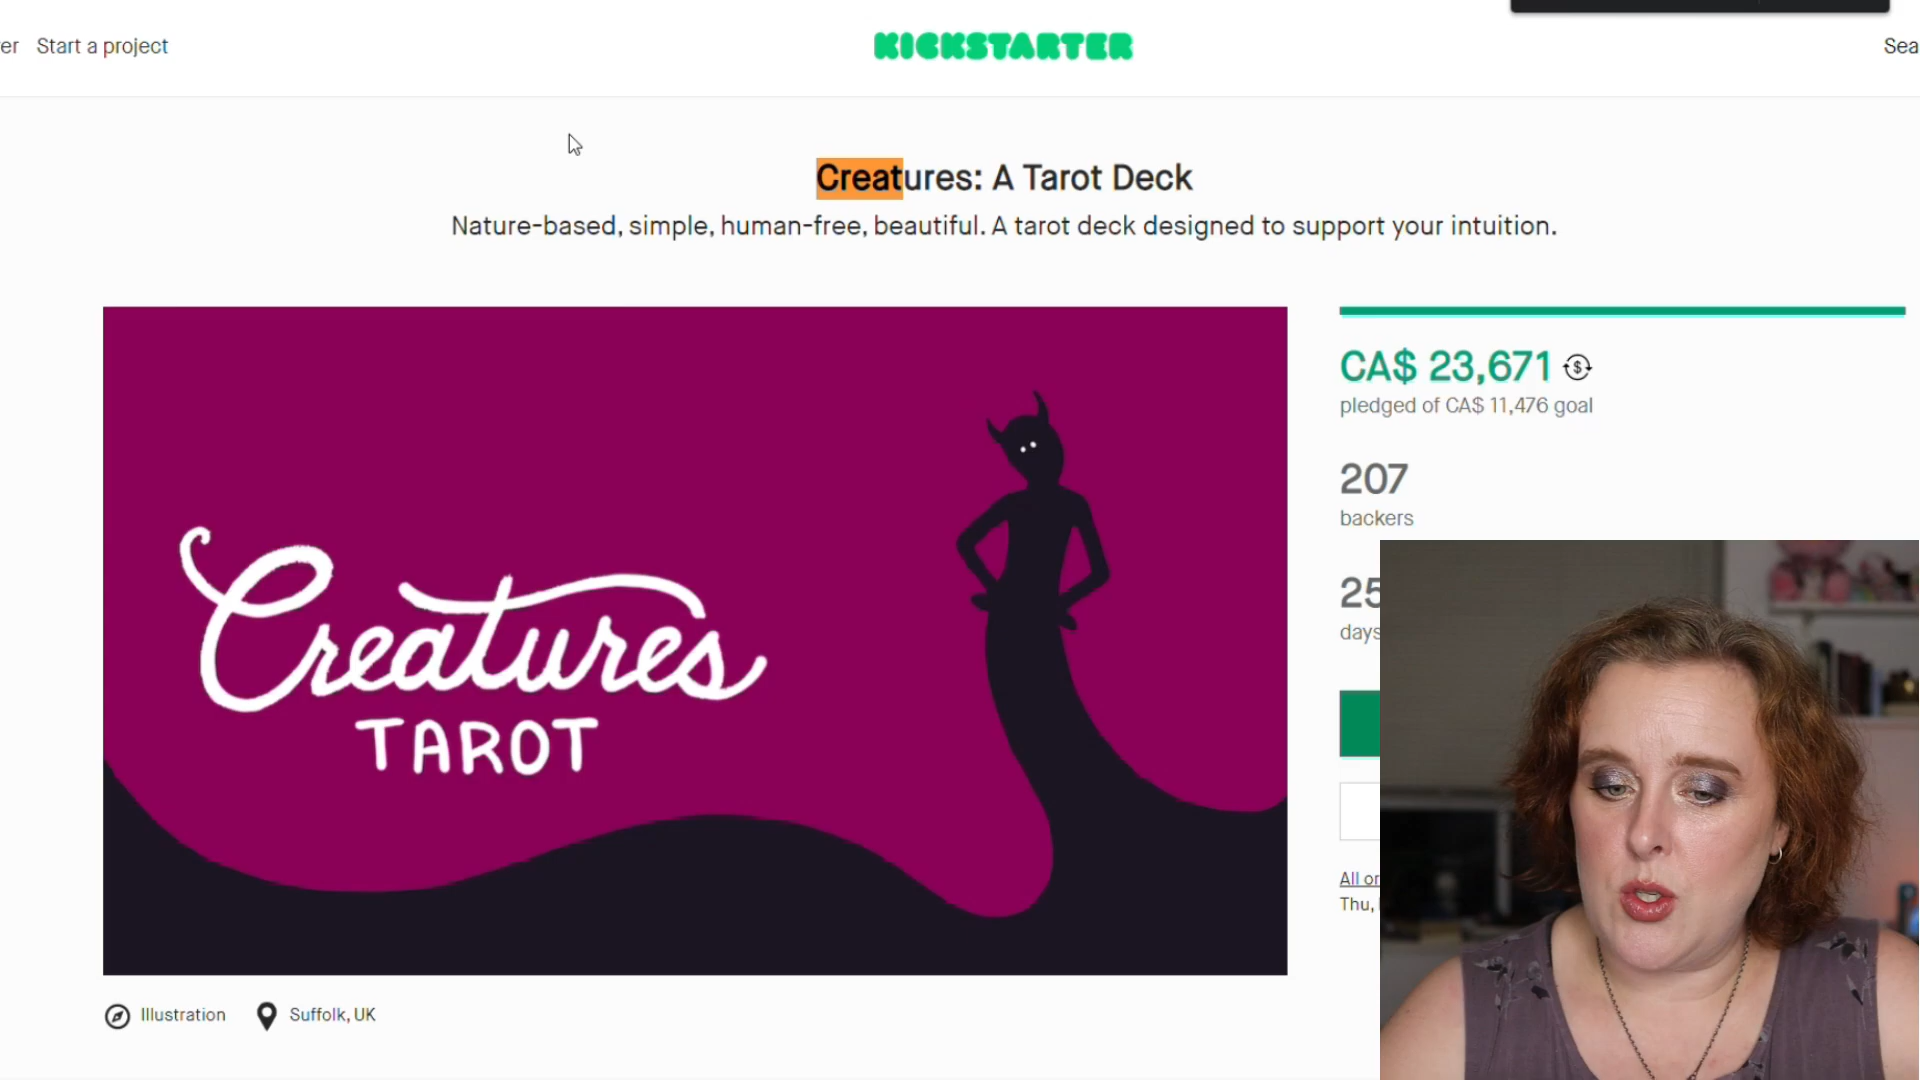 er Start a project
KICKSTARTER
Sea
Creatures: A Tarot Deck
Nature-based, simple, human-free, beautiful. A tarot deck designed to support your intuition.
CA$ 23,671
pledged of CA$ 11,476 goal
207
backers
25
days
Creatures
TAROT
All or
Thu,
Illustration
Suffolk, UK